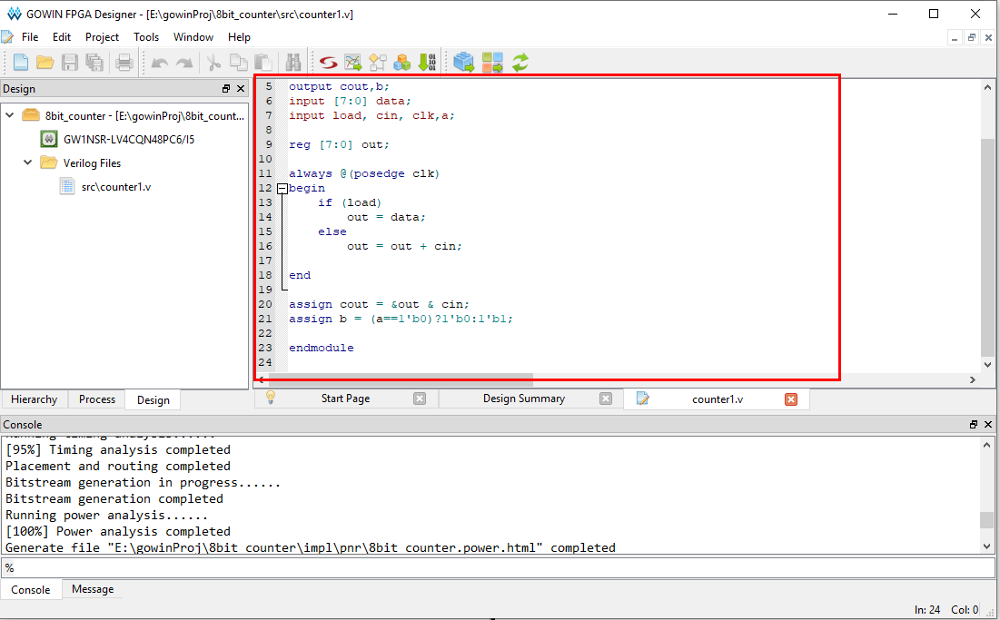 GOWIN FPGA Designer - [E:\gowinProj\8bit_counter\src\counter1.v]
File Edit Project Tools Window Help
Design
8bit_counter - [E:\gowinProj\8bit_count...
GW1NSR-LV4CQN48PC6/I5
Verilog Files
src\counter1.v
Hierarchy Process Design
5 output cout,b;
6 input [7:0] data;
7 input load, cin, clk,a;
8
9 reg [7:0] out;
10
11 always @(posedge clk)
12 begin
13 if (load)
14 out = data;
15 else
16 out = out + cin;
17
18 end
19
20 assign cout = &out & cin;
21 assign b = (a==1'b0)?1'b0:1'b1;
22
23 endmodule
24
Start Page Design Summary counter1.v
Console
Running timing analysis......
[95%] Timing analysis completed
Placement and routing completed
Bitstream generation in progress......
Bitstream generation completed
Running power analysis......
[100%] Power analysis completed
Generate file "E:\gowinProj\8bit_counter\impl\pnr\8bit_counter.power.html" completed
%
Console Message
ln: 24 Col: 0